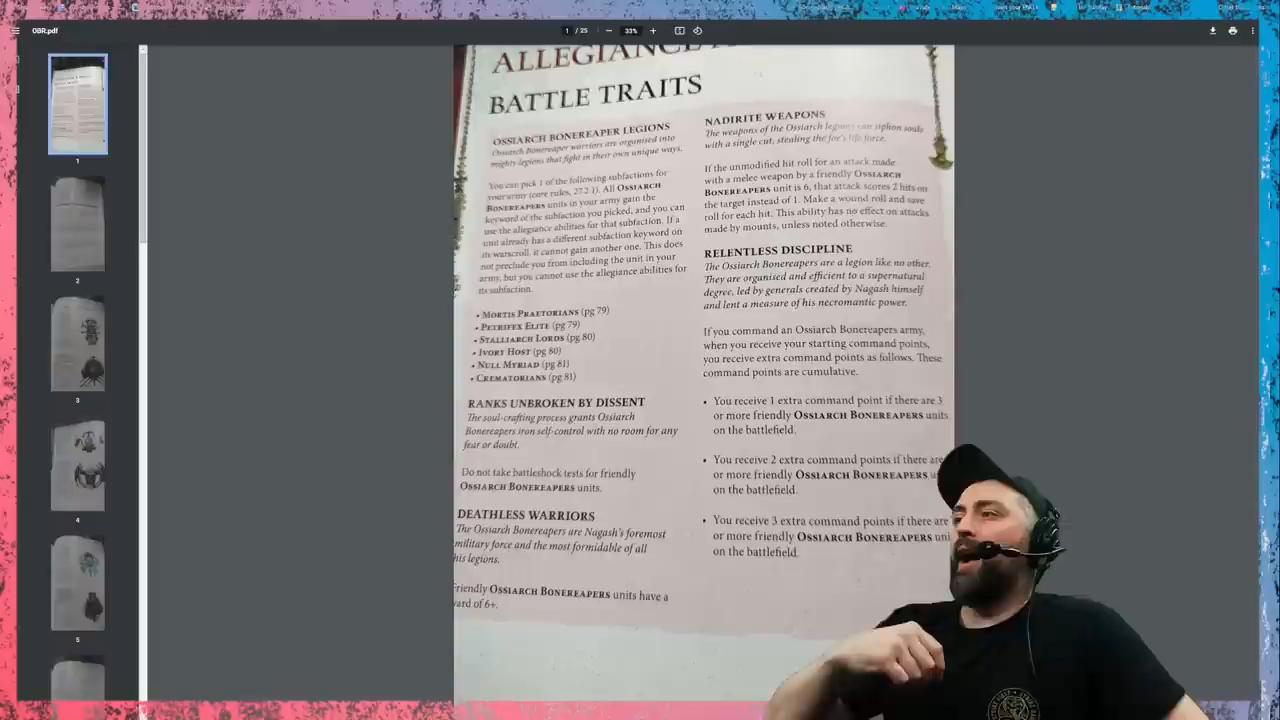 OBR.pdf
1 / 25
33%
1
2
3
4
5
ALLEGIANCE
BATTLE TRAITS
OSSIARCH BONEREAPER LEGIONS
Ossiarch Bonereaper warriors are organised into
mighty legions that fight in their own unique ways.
You can pick 1 of the following subfactions for
your army (core rules, 27.2.1). All OSSIARCH
BONEREAPERS units in your army gain the
keyword of the subfaction you picked, and you can
use the allegiance abilities for that subfaction. If a
unit already has a different subfaction keyword on
its warscroll, it cannot gain another one. This does
not preclude you from including the unit in your
army, but you cannot use the allegiance abilities for
its subfaction.
• MORTIS PRAETORIANS (pg 79)
• PETRIFEX ELITE (pg 79)
• STALLIARCH LORDS (pg 80)
• IVORY HOST (pg 80)
• NULL MYRIAD (pg 81)
• CREMATORIANS (pg 81)
RANKS UNBROKEN BY DISSENT
The soul-crafting process grants Ossiarch
Bonereapers iron self-control with no room for any
fear or doubt.
Do not take battleshock tests for friendly
OSSIARCH BONEREAPERS units.
DEATHLESS WARRIORS
The Ossiarch Bonereapers are Nagash's foremost
military force and the most formidable of all
his legions.
Friendly OSSIARCH BONEREAPERS units have a
ward of 6+.
NADIRITE WEAPONS
The weapons of the Ossiarch legions can siphon souls
with a single cut, stealing the foe's life force.
If the unmodified hit roll for an attack made
with a melee weapon by a friendly OSSIARCH
BONEREAPERS unit is 6, that attack scores 2 hits on
the target instead of 1. Make a wound roll and save
roll for each hit. This ability has no effect on attacks
made by mounts, unless noted otherwise.
RELENTLESS DISCIPLINE
The Ossiarch Bonereapers are a legion like no other.
They are organised and efficient to a supernatural
degree, led by generals created by Nagash himself
and lent a measure of his necromantic power.
If you command an Ossiarch Bonereapers army,
when you receive your starting command points,
you receive extra command points as follows. These
command points are cumulative.
• You receive 1 extra command point if there are 3
or more friendly OSSIARCH BONEREAPERS units
on the battlefield.
• You receive 2 extra command points if there are
or more friendly OSSIARCH BONEREAPERS
on the battlefield.
• You receive 3 extra command points if there are
or more friendly OSSIARCH BONEREAPERS uni
on the battlefield.